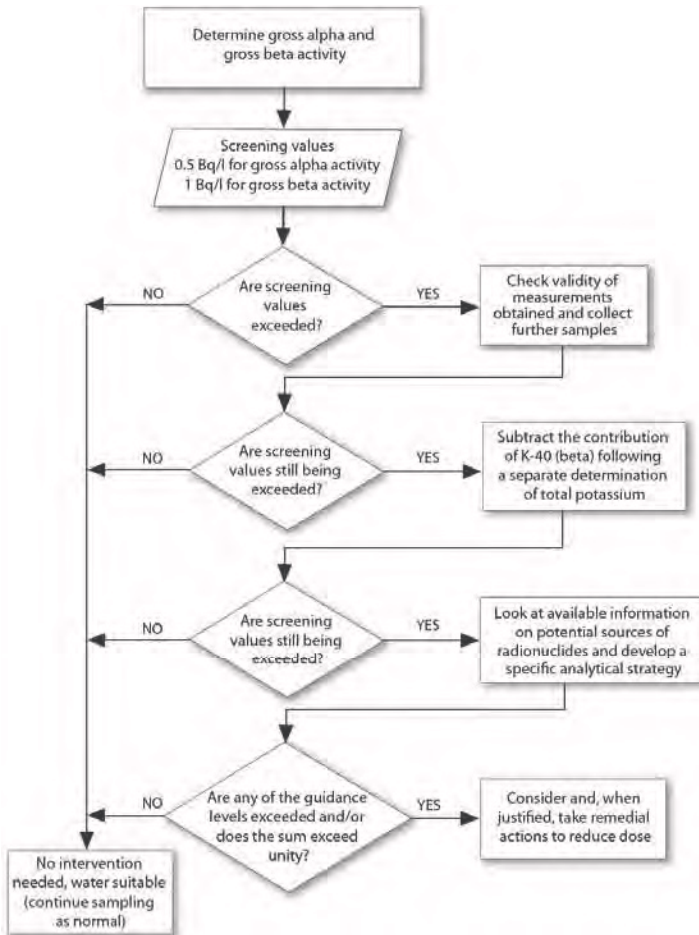 Determine gross alpha and
gross beta activity
Screening values
0.5 Bq/l for gross alpha activity
1 Bq/l for gross beta activity
NO
Are screening
values
exceeded?
YES
Check validity of
measurements
obtained and collect
further samples
NO
Are screening
values still being
exceeded?
YES
Subtract the contribution
of K-40 (beta) following
a separate determination
of total potassium
NO
Are screening
values still being
exceeded?
YES
Look at available information
on potential sources of
radionuclides and develop a
specific analytical strategy
NO
Are any of the guidance
levels exceeded and/or
does the sum exceed
unity?
YES
Consider and, when
justified, take remedial
actions to reduce dose
No intervention
needed, water suitable
(continue sampling
as normal)